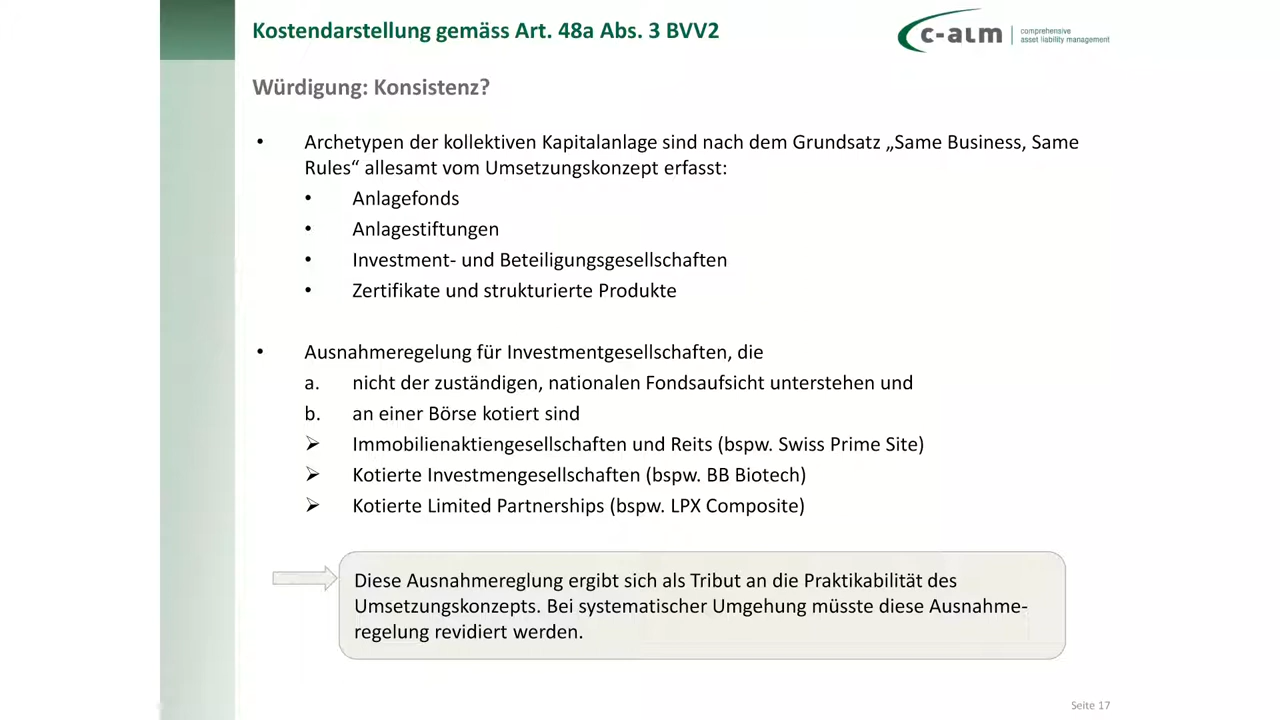 Kostendarstellung gemäss Art. 48a Abs. 3 BVV2
c-alm
comprehensive
asset liability management
Würdigung: Konsistenz?
• Archetypen der kollektiven Kapitalanlage sind nach dem Grundsatz „Same Business, Same
Rules“ allesamt vom Umsetzungskonzept erfasst:
• Anlagefonds
• Anlagestiftungen
• Investment- und Beteiligungsgesellschaften
• Zertifikate und strukturierte Produkte
• Ausnahmeregelung für Investmentgesellschaften, die
a. nicht der zuständigen, nationalen Fondsaufsicht unterstehen und
b. an einer Börse kotiert sind
➢ Immobilienaktiengesellschaften und Reits (bspw. Swiss Prime Site)
➢ Kotierte Investmengesellschaften (bspw. BB Biotech)
➢ Kotierte Limited Partnerships (bspw. LPX Composite)
Diese Ausnahmereglung ergibt sich als Tribut an die Praktikabilität des
Umsetzungskonzepts. Bei systematischer Umgehung müsste diese Ausnahme-
regelung revidiert werden.
Seite 17